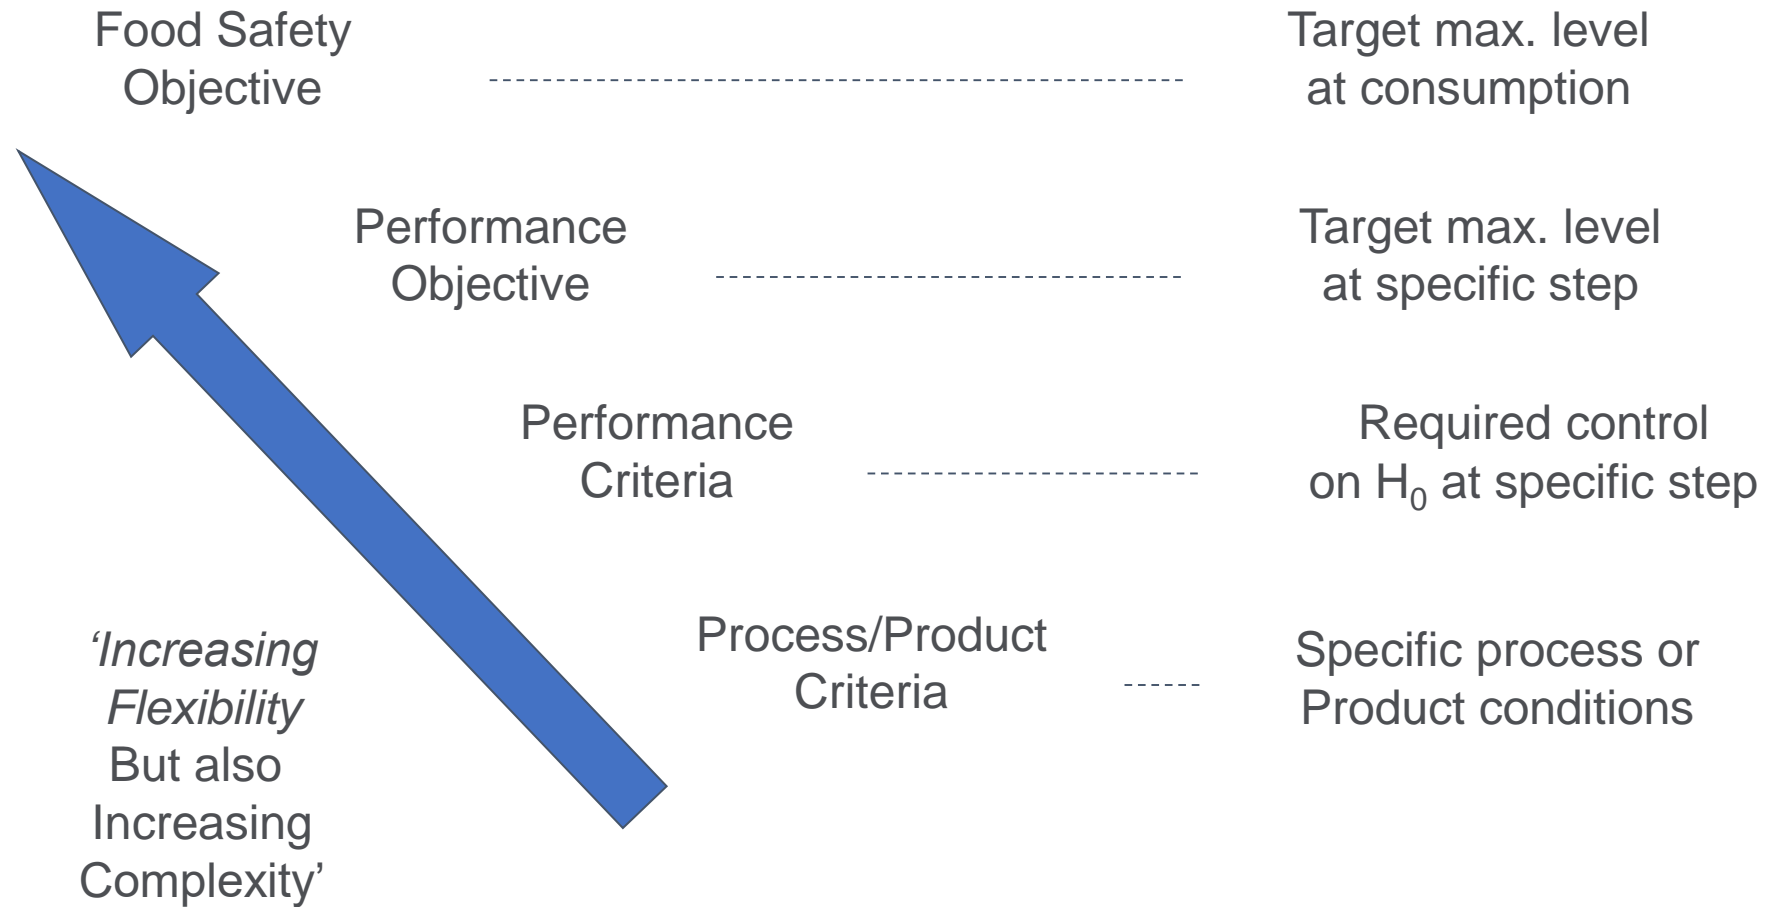 Food Safety
Objective
Target max. level
at consumption
Performance
Objective
Target max. level
at specific step
Performance
Criteria
Required control
on H₀ at specific step
Process/Product
Criteria
Specific process or
Product conditions
‘Increasing
Flexibility
But also
Increasing
Complexity’